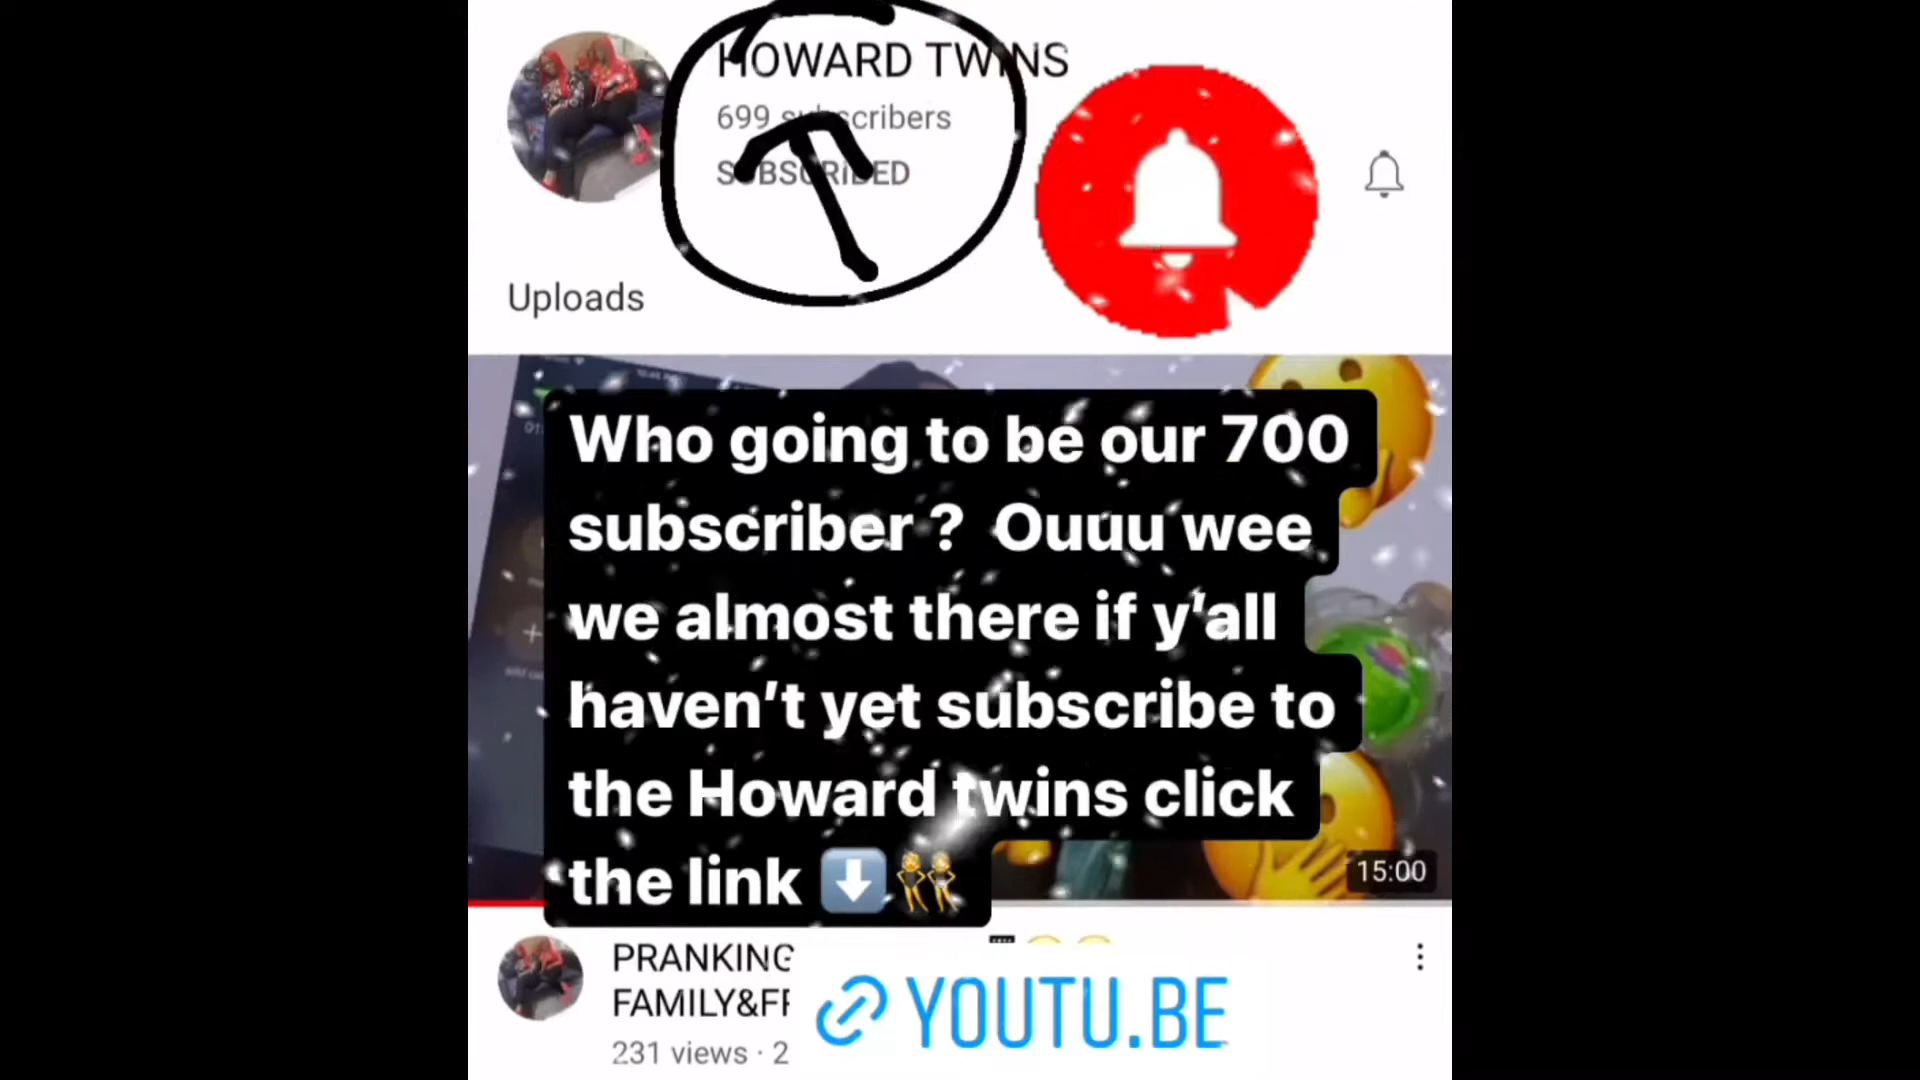 HOWARD TWINS
699 subscribers
SUBSCRIBED
Uploads
Who going to be our 700
subscriber ? Ouuu wee
we almost there if y’all
haven’t yet subscribe to
the Howard twins click
the link
15:00
PRANKING
FAMILY&FR
231 views · 2
YOUTU.BE